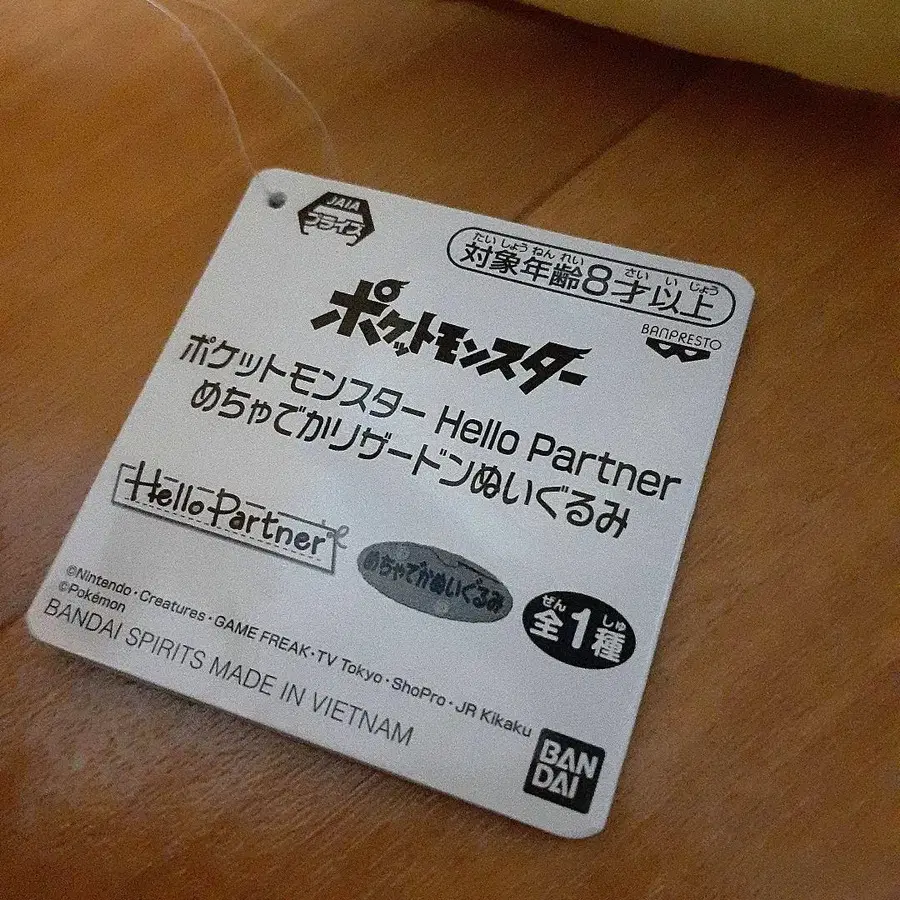 JAIA
プライズ
たいしょうねんれい さいいじょう
対象年齢8才以上
BANPRESTO
ポケットモンスター
ポケットモンスター Hello Partner
めちゃでかリザードンぬいぐるみ
Hello Partner
めちゃでかぬいぐるみ
ぜん しゅ
全1種
©Nintendo・Creatures・GAME FREAK・TV Tokyo・ShoPro・JR Kikaku
©Pokémon
BANDAI SPIRITS MADE IN VIETNAM
BAN
DAI